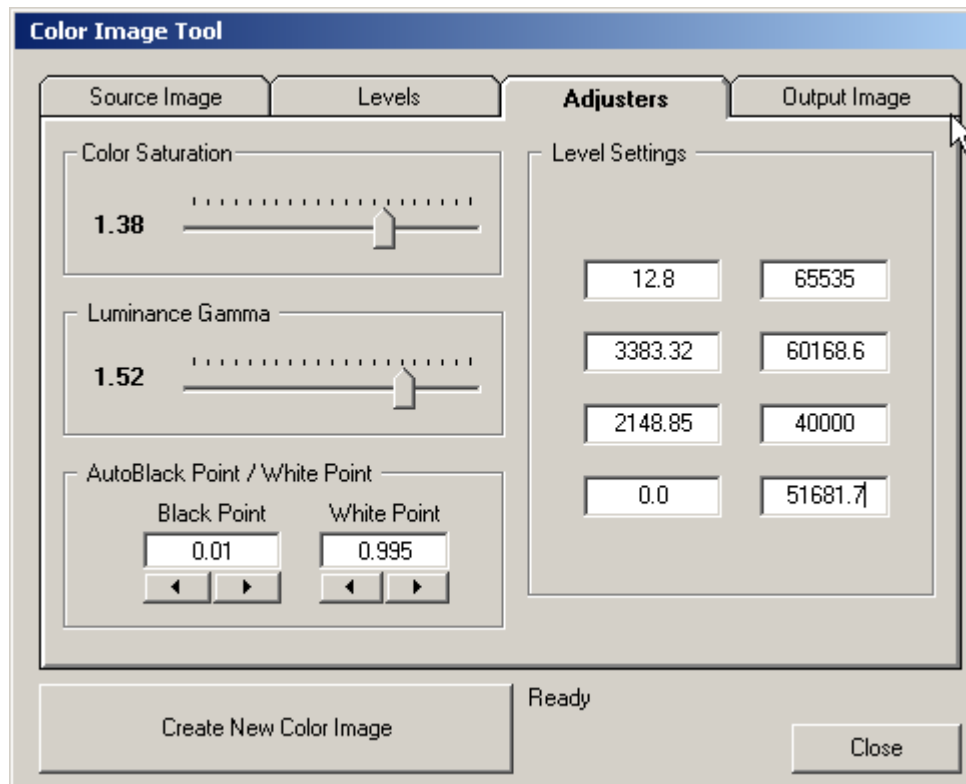 Color Image Tool
Source Image Levels Adjusters Output Image
Color Saturation
1.38
Luminance Gamma
1.52
AutoBlack Point / White Point
Black Point White Point
0.01 0.995
Level Settings
12.8 65535
3383.32 60168.6
2148.85 40000
0.0 51681.7
Create New Color Image
Ready
Close